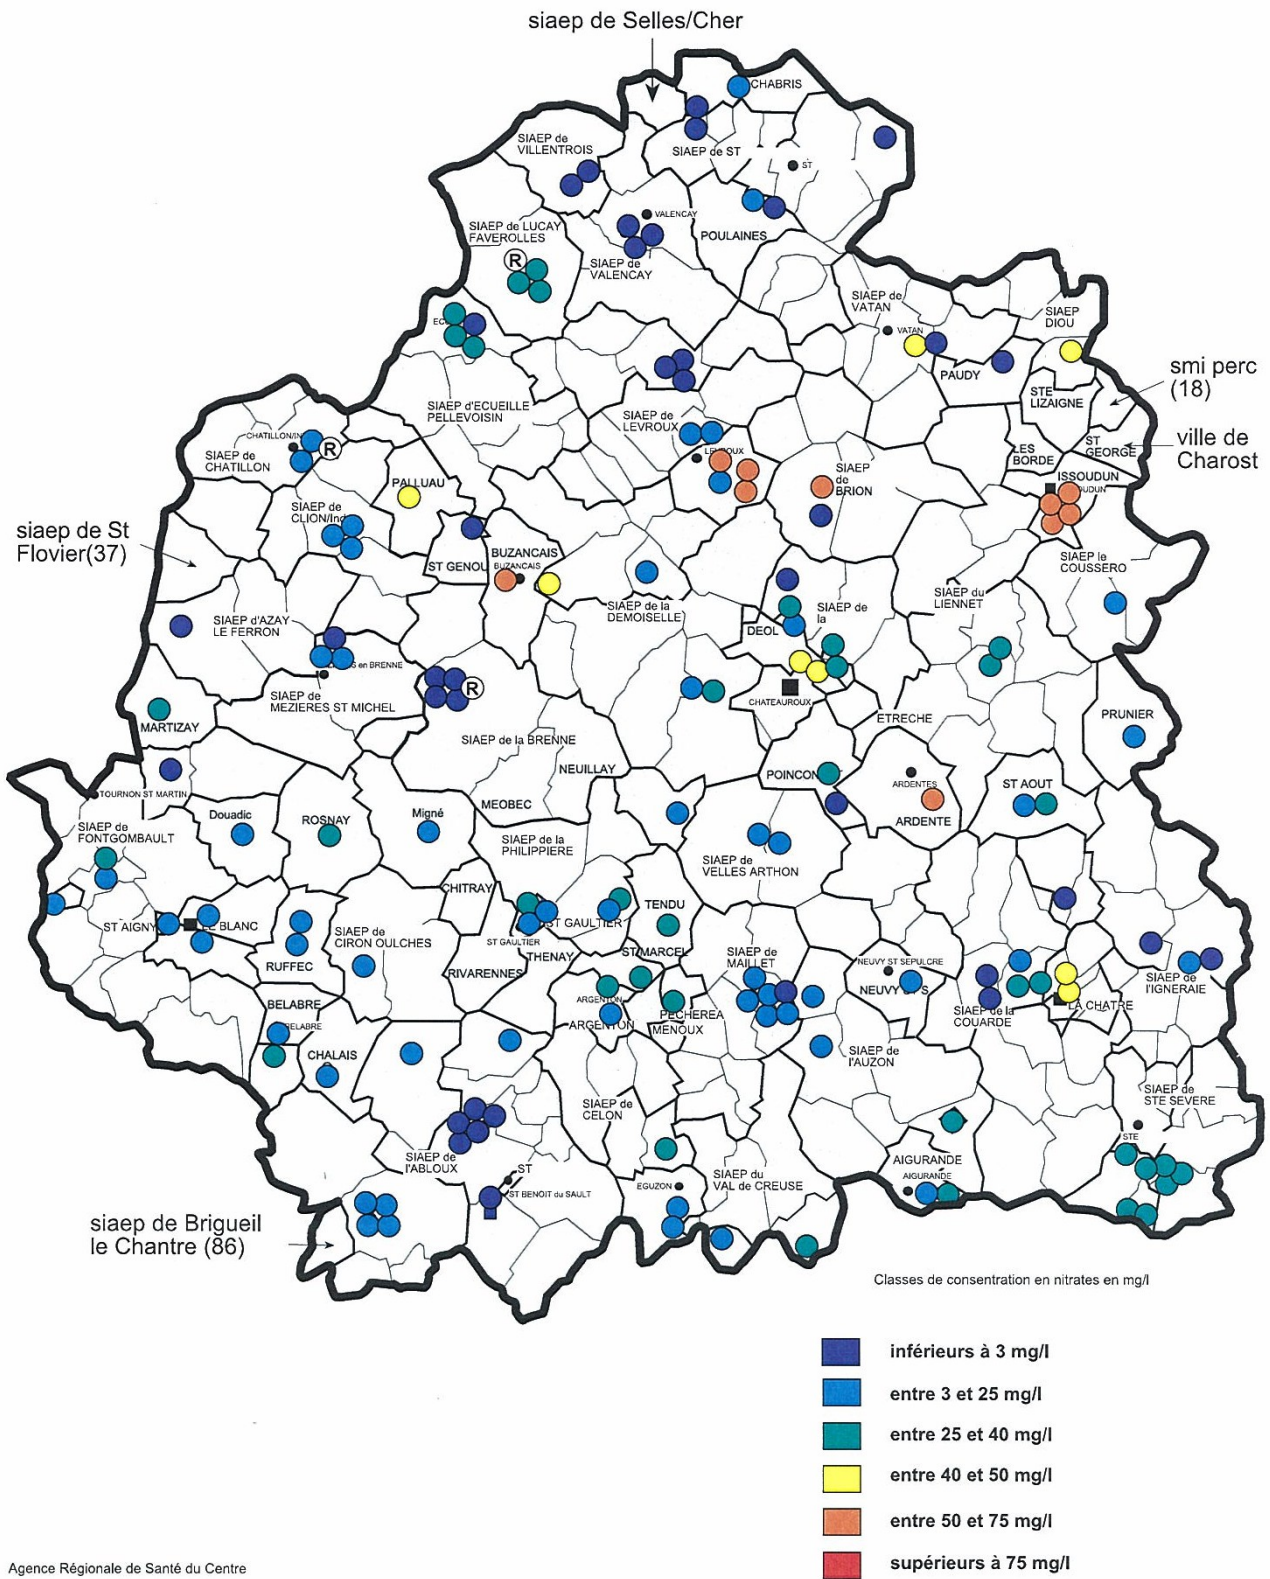 siaep de Selles/Cher
CHABRIS
SIAEP de
VILLENTROIS
SIAEP de ST
ST
VALENCAY
SIAEP de LUCAY
FAVEROLLES
POULAINES
R
SIAEP de
VALENCAY
SIAEP de
VATAN
VATAN
SIAEP
DIOU
smi perc
(18)
PAUDY
STE
LIZAIGNE
SIAEP d'ECUEILLE
PELLEVOISIN
SIAEP de
LEVROUX
CHATILLON/IN
R
SIAEP de
CHATILLON
ville de
Charost
ST
GEORGE
LES
BORDE
SIAEP
de
BRION
ISSOUDUN
PALLUAU
SIAEP de
CLION/Ind
siaep de St
Flovier(37)
BUZANCAIS
BUZANCAIS
ST GENOU
SIAEP le
COUSSERO
SIAEP du
LIENNET
SIAEP de la
DEMOISELLE
SIAEP de
la
DEOL
SIAEP d'AZAY
LE FERRON
en BRENNE
R
SIAEP de
MEZIERES ST MICHEL
CHATEAUROUX
MARTIZAY
ETRECHE
PRUNIER
SIAEP de la BRENNE
NEUILLAY
POINCON
ARDENTES
ST AOUT
TOURNON ST MARTIN
MEOBEC
ARDENTE
Douadic
ROSNAY
Migné
SIAEP de
FONTGOMBAULT
SIAEP de la
PHILIPPIERE
SIAEP de
VELLES ARTHON
CHITRAY
TENDU
ST AIGNY
LE BLANC
ST GAULTIER
SIAEP de
CIRON OULCHES
ST GAULTIER
THENAY
ST MARCEL
SIAEP de
MAILLET
NEUVY ST SEPULCRE
RUFFEC
RIVARENNES
NEUVY
SIAEP de
l'IGNERAIE
BELABRE
ARGENTON
PECHEREA
MENOUX
LA CHATRE
SIAEP de la
COUARDE
CHALAIS
SIAEP de
l'AUZON
SIAEP de
STE SEVERE
SIAEP de
CELON
STE
SIAEP de
l'ABLOUX
ST
ST BENOIT du SAULT
EGUZON
SIAEP du
VAL de CREUSE
AIGURANDE
AIGURANDE
siaep de Brigueil
le Chantre (86)
Classes de consentration en nitrates en mg/l
inférieurs à 3 mg/l
entre 3 et 25 mg/l
entre 25 et 40 mg/l
entre 40 et 50 mg/l
entre 50 et 75 mg/l
supérieurs à 75 mg/l
Agence Régionale de Santé du Centre